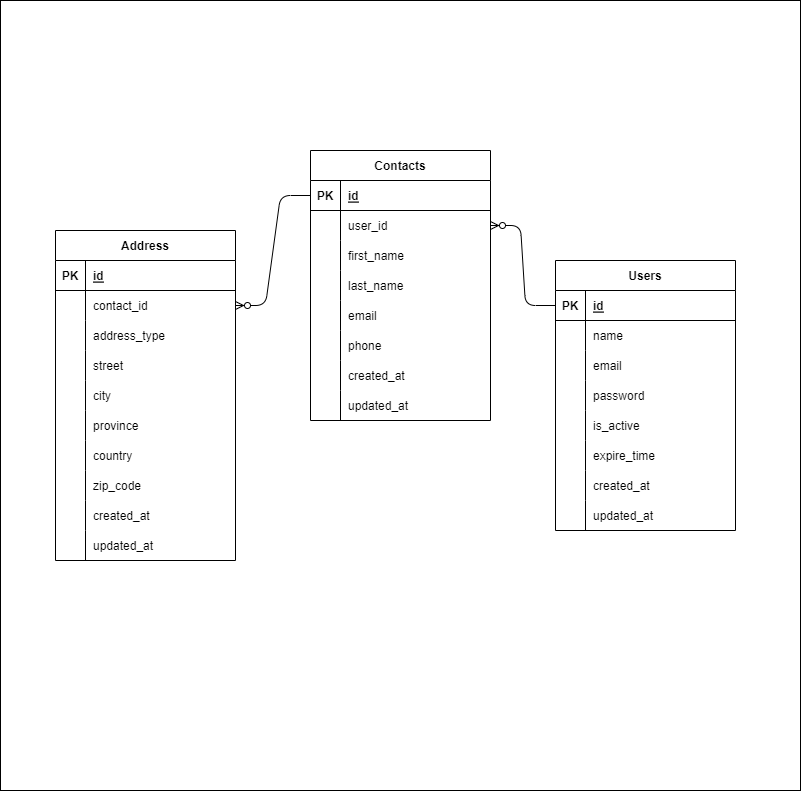 Contacts
PK id
user_id
first_name
last_name
email
phone
created_at
updated_at
Address
PK id
contact_id
address_type
street
city
province
country
zip_code
created_at
updated_at
Users
PK id
name
email
password
is_active
expire_time
created_at
updated_at